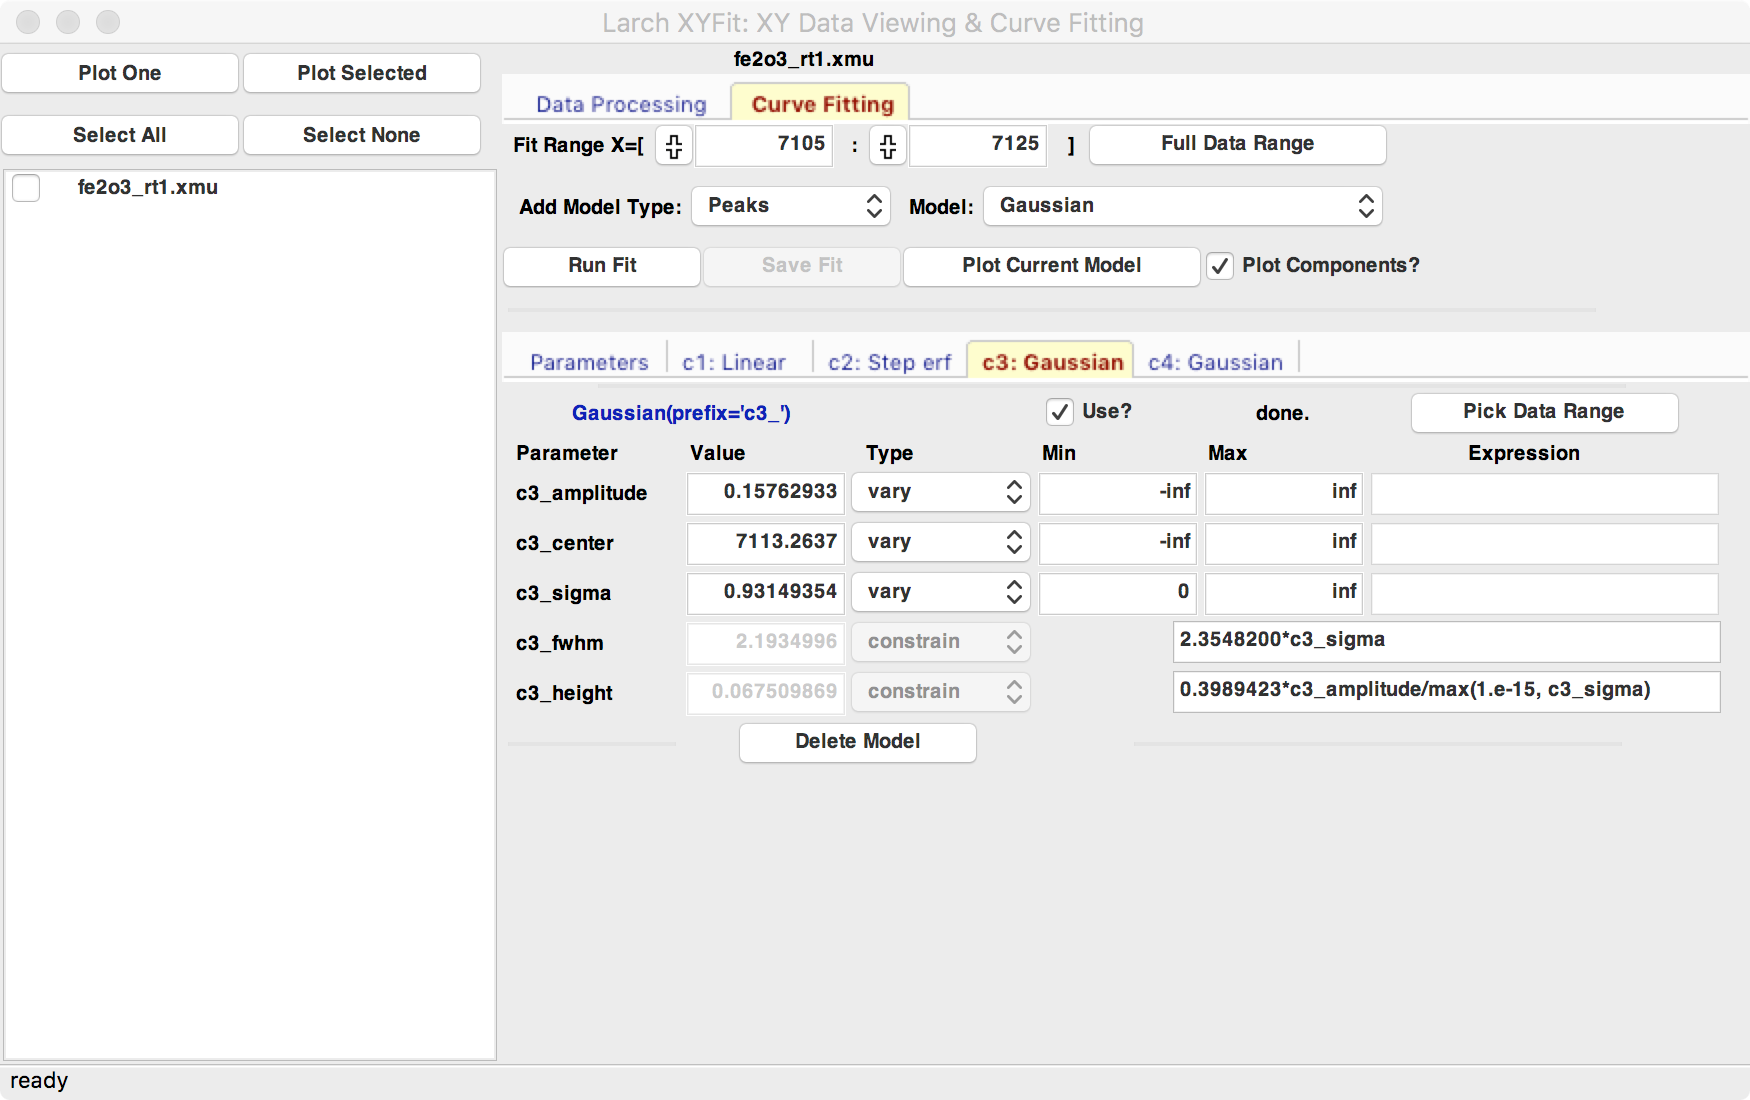 Larch XYFit: XY Data Viewing & Curve Fitting
Plot One Plot Selected
Select All Select None
fe2o3_rt1.xmu
fe2o3_rt1.xmu
Data Processing Curve Fitting
Fit Range X=[ 7105 : 7125 ] Full Data Range
Add Model Type: Peaks Model: Gaussian
Run Fit Save Fit Plot Current Model Plot Components?
Parameters c1: Linear c2: Step erf c3: Gaussian c4: Gaussian
Gaussian(prefix='c3_') Use? done. Pick Data Range
Parameter Value Type Min Max Expression
c3_amplitude 0.15762933 vary -inf inf
c3_center 7113.2637 vary -inf inf
c3_sigma 0.93149354 vary 0 inf
c3_fwhm 2.1934996 constrain 2.3548200*c3_sigma
c3_height 0.067509869 constrain 0.3989423*c3_amplitude/max(1.e-15, c3_sigma)
Delete Model
ready